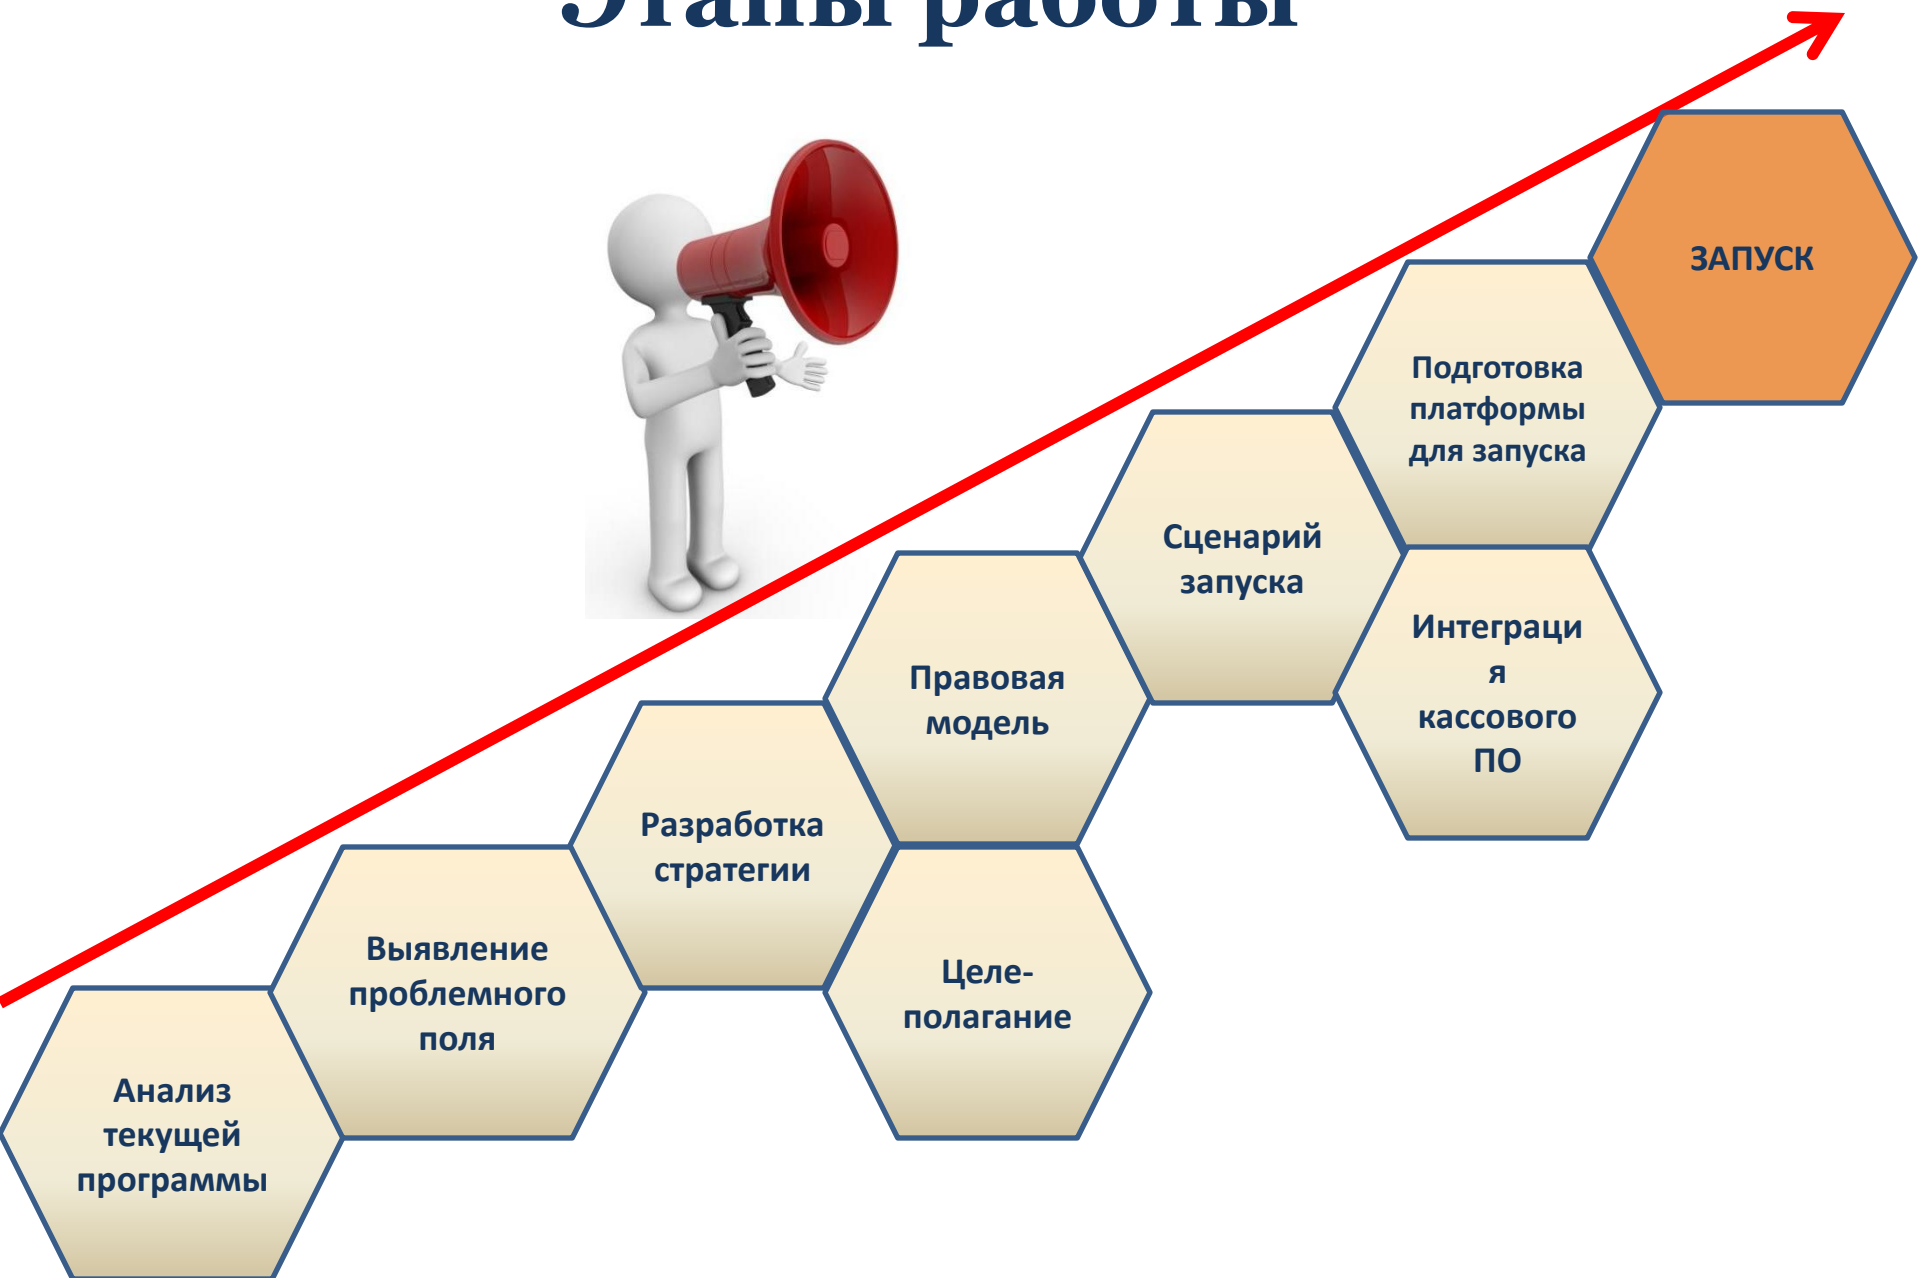 Этапы работы
Анализ
текущей
программы
Выявление
проблемного
поля
Разработка
стратегии
Правовая
модель
Целе-
полагание
Сценарий
запуска
Подготовка
платформы
для запуска
Интеграци
я
кассового
ПО
ЗАПУСК